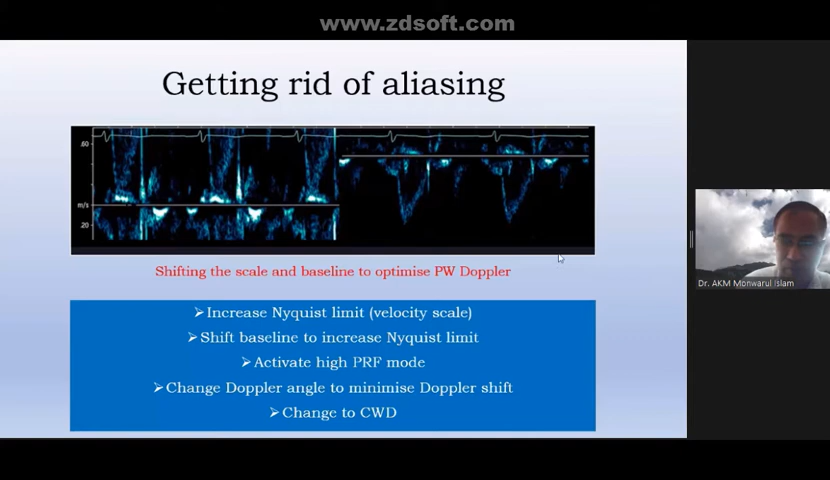 www.zdsoft.com
Getting rid of aliasing
.60
m/s
.20
Shifting the scale and baseline to optimise PW Doppler
➢Increase Nyquist limit (velocity scale)
➢Shift baseline to increase Nyquist limit
➢Activate high PRF mode
➢Change Doppler angle to minimise Doppler shift
➢Change to CWD
Dr. AKM Monwarul Islam